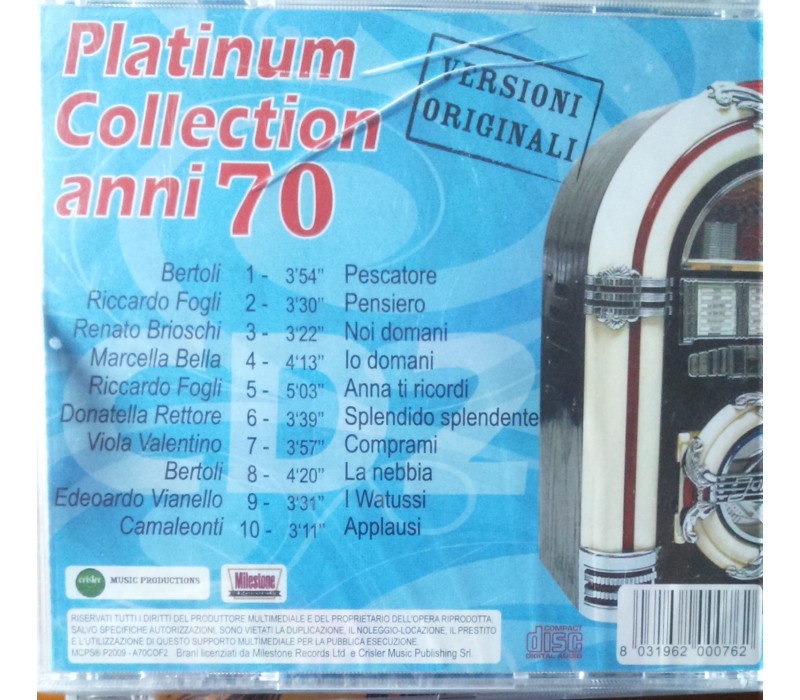 Platinum
Collection
anni 70
VERSIONI
ORIGINALI
CD2
Bertoli 1 - 3'54" Pescatore
Riccardo Fogli 2 - 3'30" Pensiero
Renato Brioschi 3 - 3'22" Noi domani
Marcella Bella 4 - 4'13" Io domani
Riccardo Fogli 5 - 5'03" Anna ti ricordi
Donatella Rettore 6 - 3'39" Splendido splendente
Viola Valentino 7 - 3'57" Comprami
Bertoli 8 - 4'20" La nebbia
Edeoardo Vianello 9 - 3'31" I Watussi
Camaleonti 10 - 3'11" Applausi
crisler MUSIC PRODUCTIONS
Milestone
RISERVATI TUTTI I DIRITTI DEL PRODUTTORE MULTIMEDIALE E DEL PROPRIETARIO DELL'OPERA RIPRODOTTA,
SALVO SPECIFICHE AUTORIZZAZIONI, SONO VIETATI LA DUPLICAZIONE, IL NOLEGGIO-LOCAZIONE, IL PRESTITO
E L'UTILIZZAZIONE DI QUESTO SUPPORTO MULTIMEDIALE PER LA PUBBLICA ESECUZIONE.
MCPSI® P2009 - A70CDF2 Brani licenziati da Milestone Records Ltd e Crisler Music Publishing Srl.
COMPACT
disc
DIGITAL AUDIO
8 031962 000762